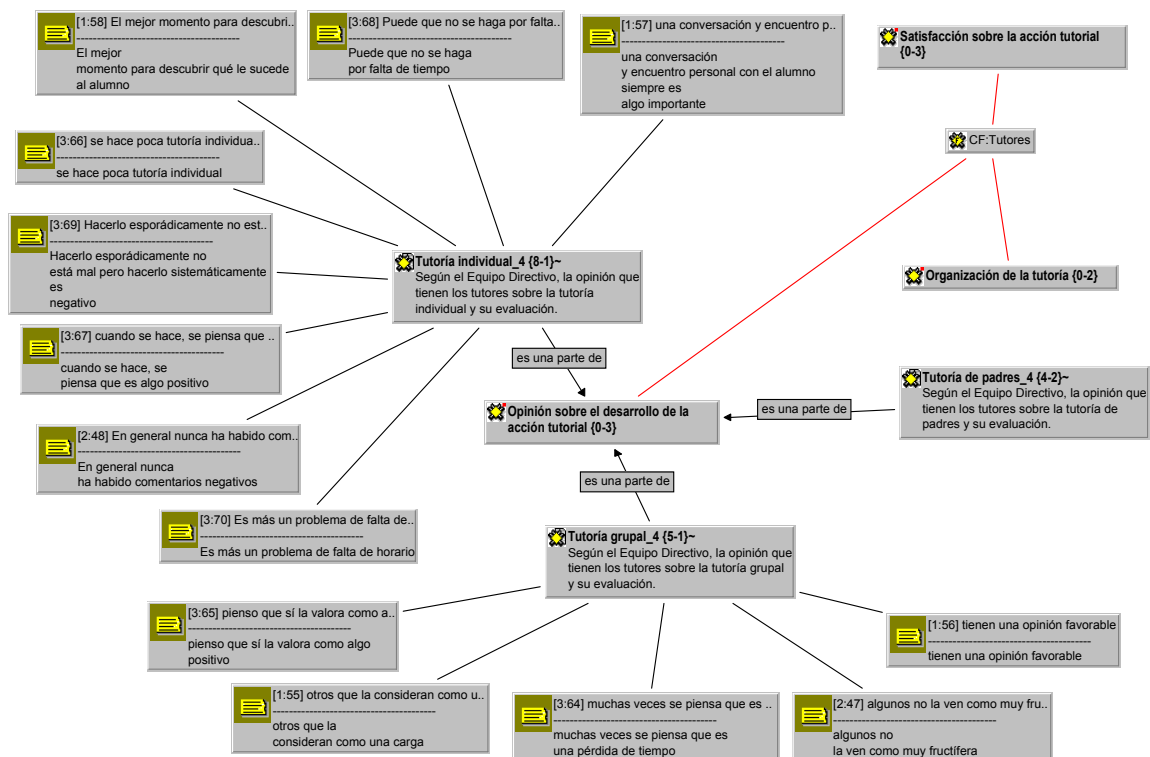 [1:58] El mejor momento para descubri..
----------------------------------------
El mejor
momento para descubrir qué le sucede
al alumno
[3:68] Puede que no se haga por falta..
----------------------------------------
Puede que no se haga
por falta de tiempo
[1:57] una conversación y encuentro p..
----------------------------------------
una conversación
y encuentro personal con el alumno
siempre es
algo importante
Satisfacción sobre la acción tutorial
{0-3}
CF:Tutores
[3:66] se hace poca tutoría individua..
----------------------------------------
se hace poca tutoría individual
[3:69] Hacerlo esporádicamente no est..
----------------------------------------
Hacerlo esporádicamente no
está mal pero hacerlo sistemáticamente
es
negativo
Tutoría individual_4 {8-1}~
Según el Equipo Directivo, la opinión que
tienen los tutores sobre la tutoría
individual y su evaluación.
Organización de la tutoría {0-2}
[3:67] cuando se hace, se piensa que ..
----------------------------------------
cuando se hace, se
piensa que es algo positivo
es una parte de
Tutoría de padres_4 {4-2}~
Según el Equipo Directivo, la opinión que
tienen los tutores sobre la tutoría de
padres y su evaluación.
es una parte de
Opinión sobre el desarrollo de la
acción tutorial {0-3}
[2:48] En general nunca ha habido com..
----------------------------------------
En general nunca
ha habido comentarios negativos
es una parte de
[3:70] Es más un problema de falta de..
----------------------------------------
Es más un problema de falta de horario
Tutoría grupal_4 {5-1}~
Según el Equipo Directivo, la opinión que
tienen los tutores sobre la tutoría grupal
y su evaluación.
[3:65] pienso que sí la valora como a..
----------------------------------------
pienso que sí la valora como algo
positivo
[1:56] tienen una opinión favorable
----------------------------------------
tienen una opinión favorable
[1:55] otros que la consideran como u..
----------------------------------------
otros que la
consideran como una carga
[3:64] muchas veces se piensa que es ..
----------------------------------------
muchas veces se piensa que es
una pérdida de tiempo
[2:47] algunos no la ven como muy fru..
----------------------------------------
algunos no
la ven como muy fructífera